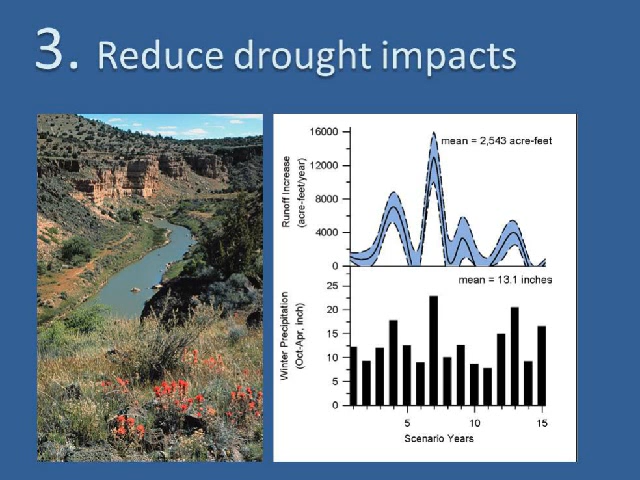 3. Reduce drought impacts
16000
12000
8000
4000
0
Runoff Increase
(acre-feet/year)
mean = 2,543 acre-feet
25
20
15
10
5
0
Winter Precipitation
(Oct-Apr, inch)
mean = 13.1 inches
5 10 15
Scenario Years